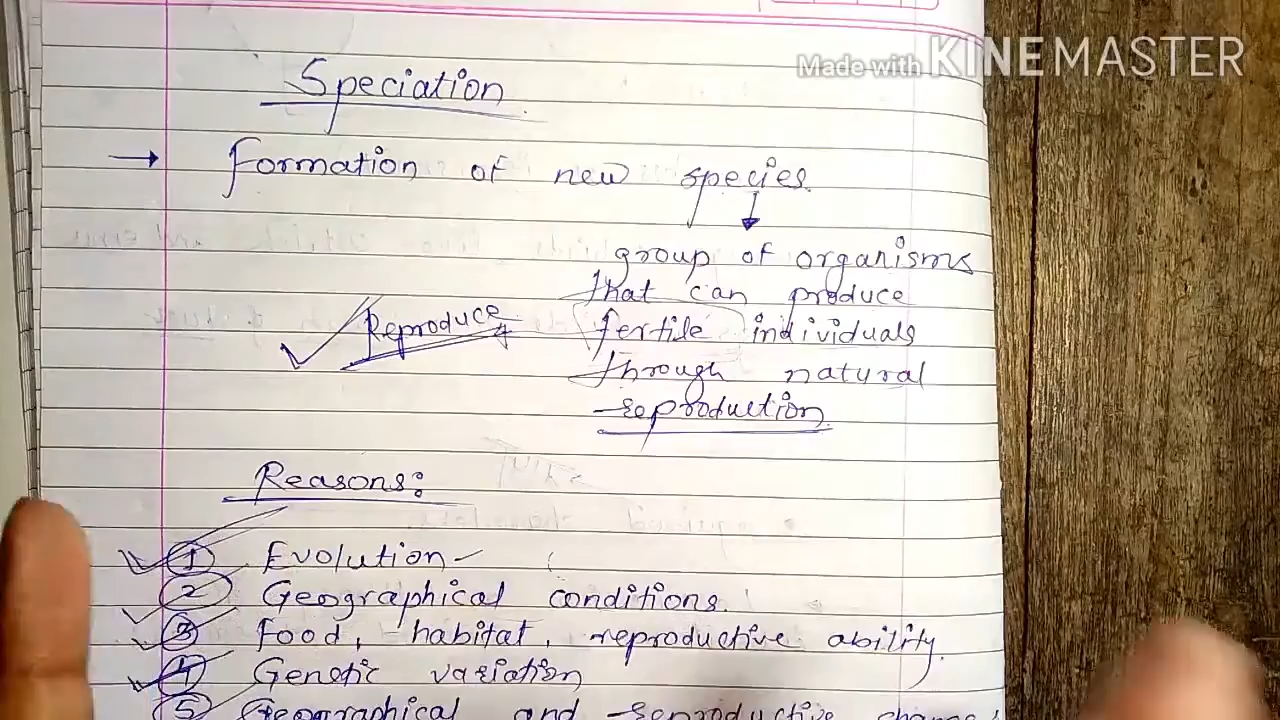 Made with KINEMASTER
Speciation
→ Formation of new species.
group of organisms
that can produce
Reproduce
fertile individuals
through natural
reproduction.
Reasons:
1 Evolution -
2 Geographical conditions.
3 Food, habitat, reproductive ability.
4 Genetic variation
5 Geographical and reproductive